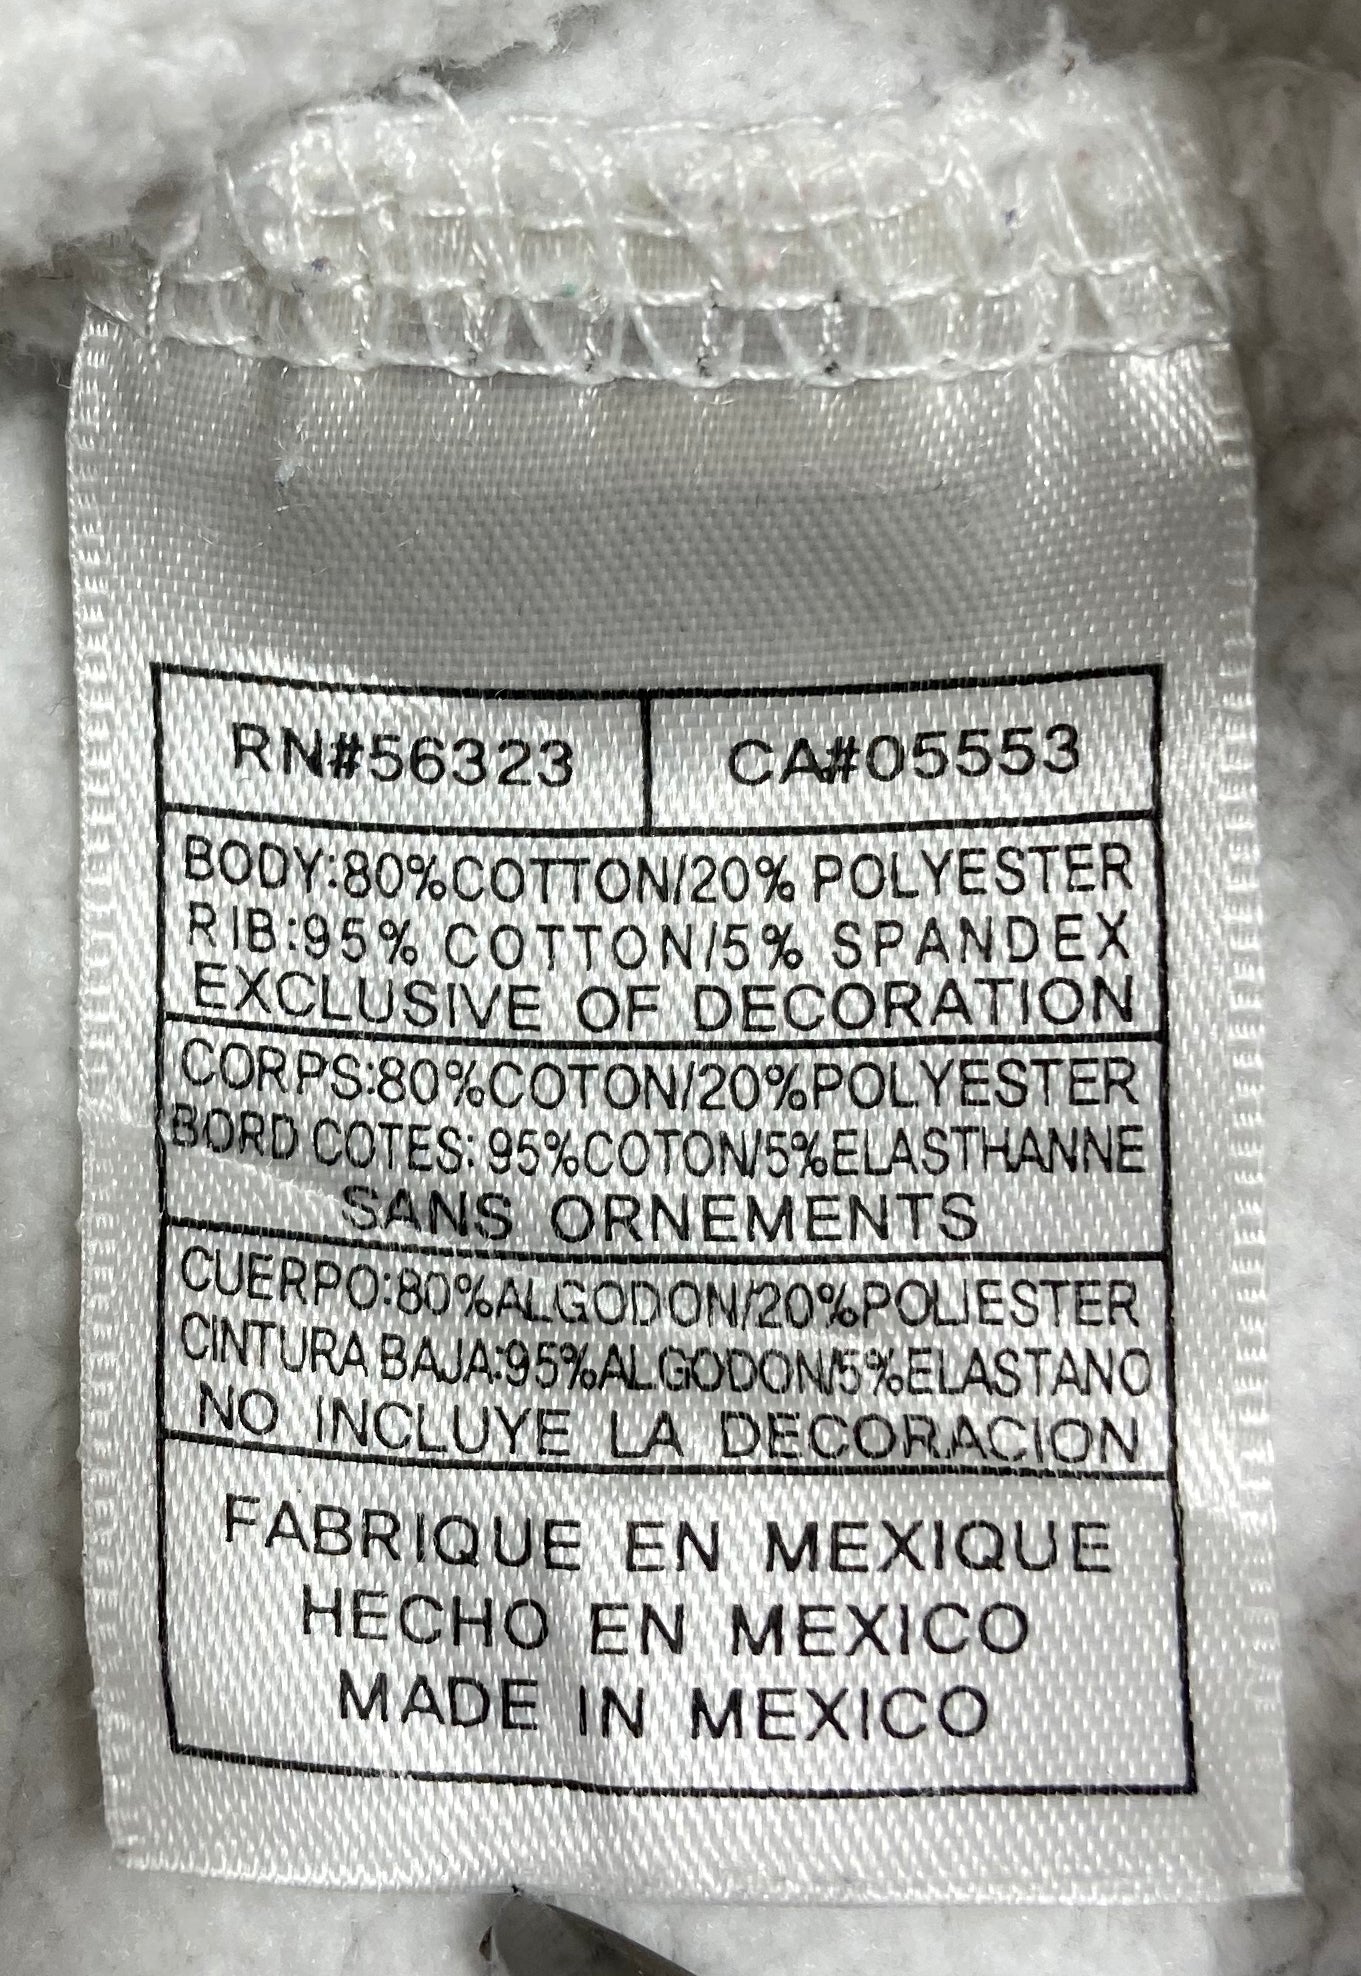 RN#56323 CA#05553
BODY:80%COTTON/20% POLYESTER
RIB:95% COTTON/5% SPANDEX
EXCLUSIVE OF DECORATION
CORPS:80%COTON/20%POLYESTER
BORD COTES: 95%COTON/5%ELASTHANNE
SANS ORNEMENTS
CUERPO:80%ALGODON/20%POLIESTER
CINTURA BAJA:95%ALGODON/5%ELASTANO
NO INCLUYE LA DECORACION
FABRIQUE EN MEXIQUE
HECHO EN MEXICO
MADE IN MEXICO